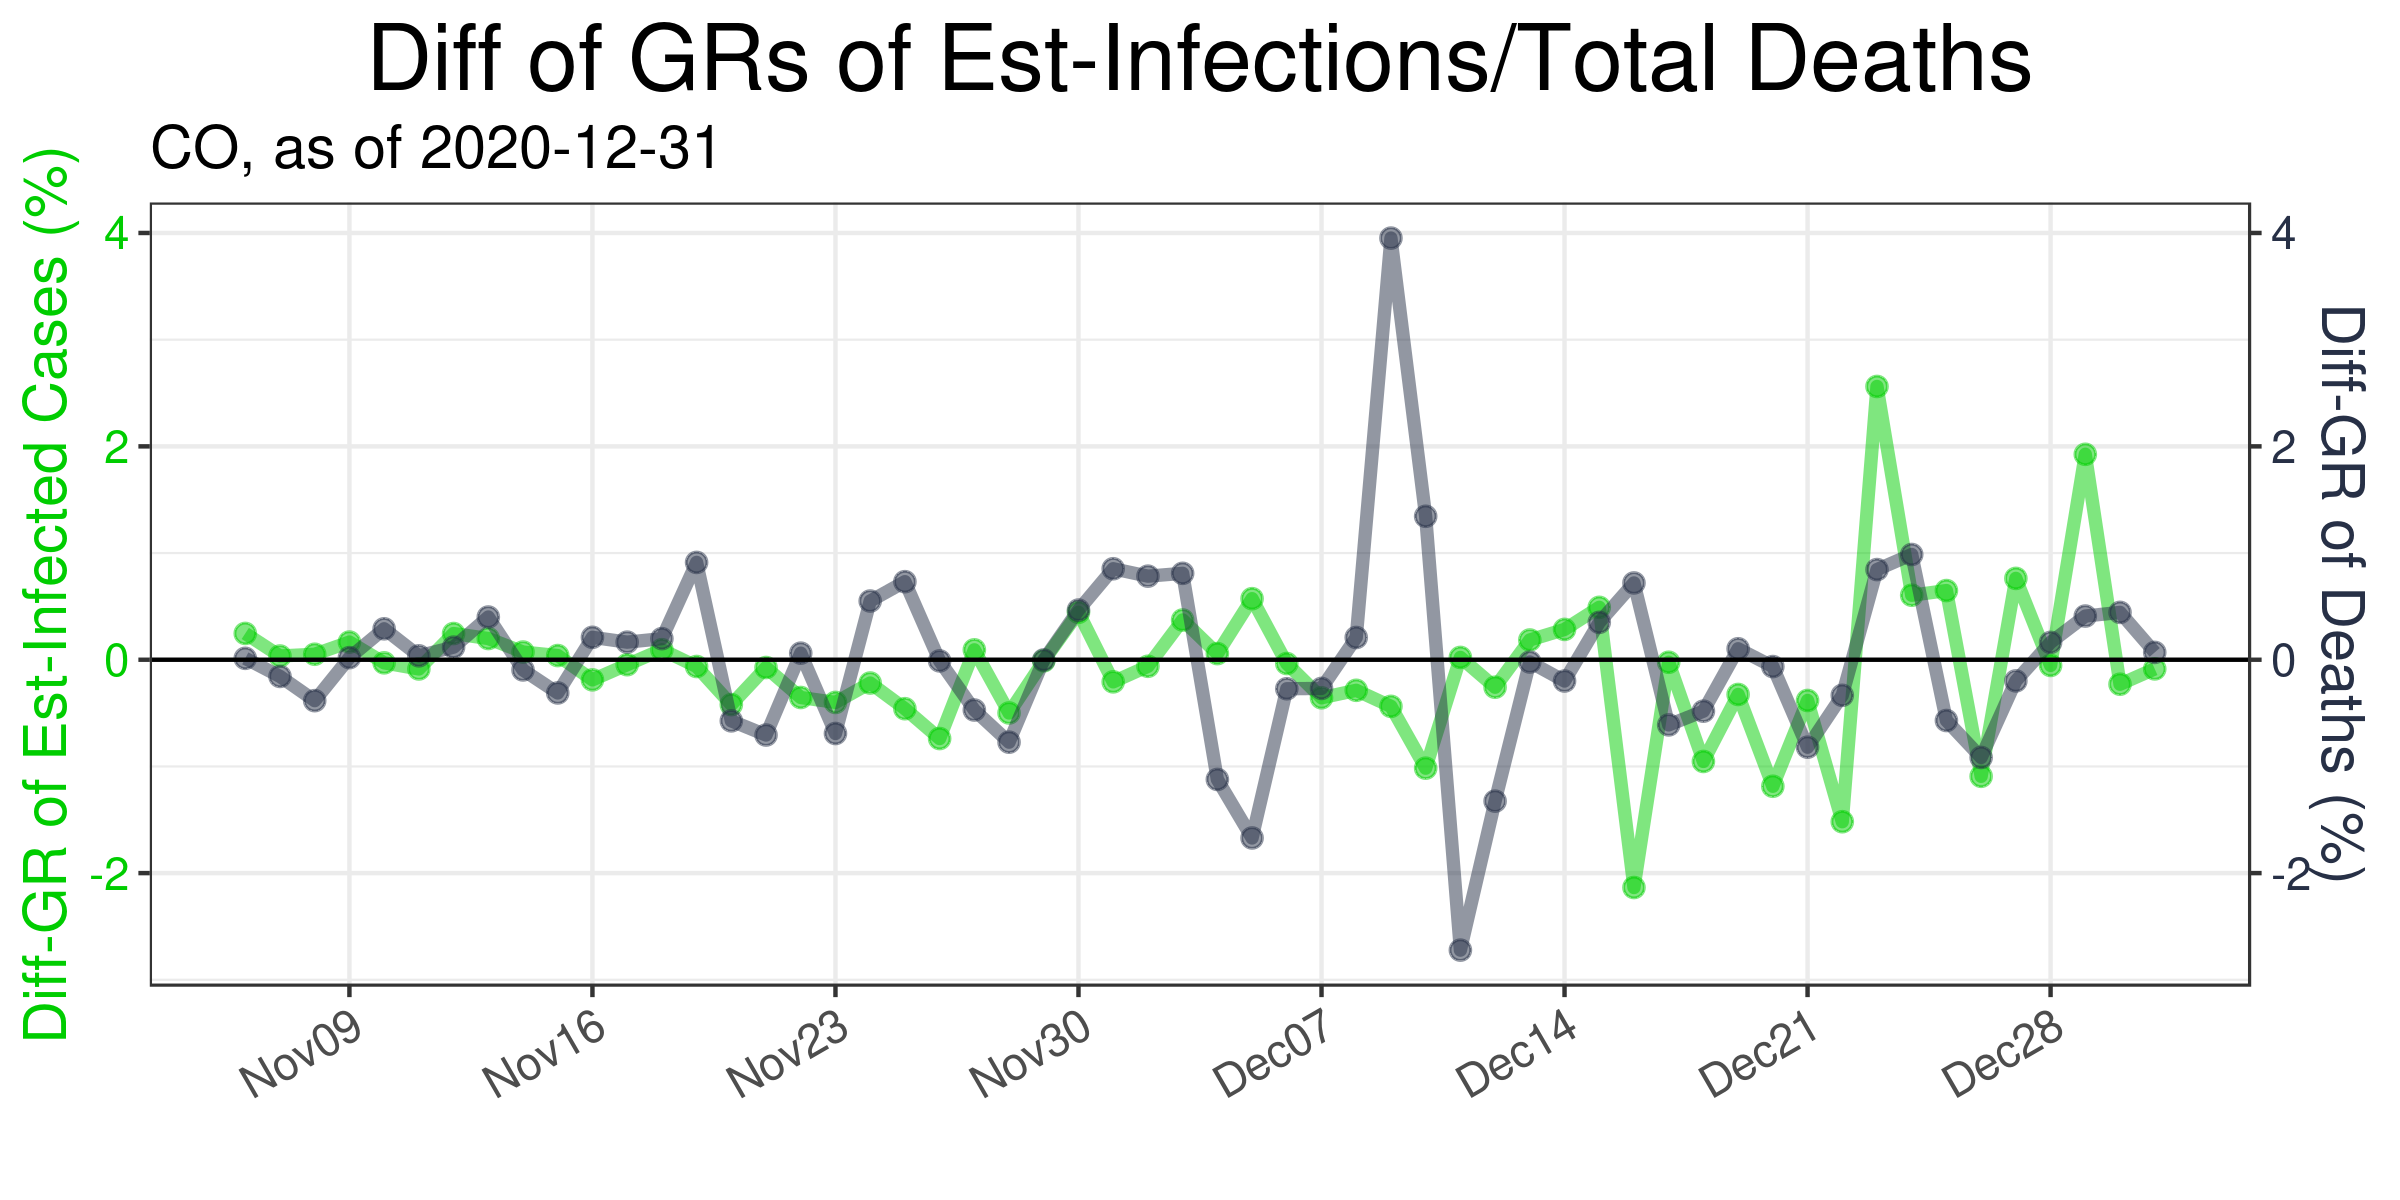 Diff of GRs of Est-Infections/Total Deaths
CO, as of 2020-12-31
Diff-GR of Est-Infected Cases (%)
4
2
0
-2
4
2
0
-2
Diff-GR of Deaths (%)
Nov09
Nov16
Nov23
Nov30
Dec07
Dec14
Dec21
Dec28